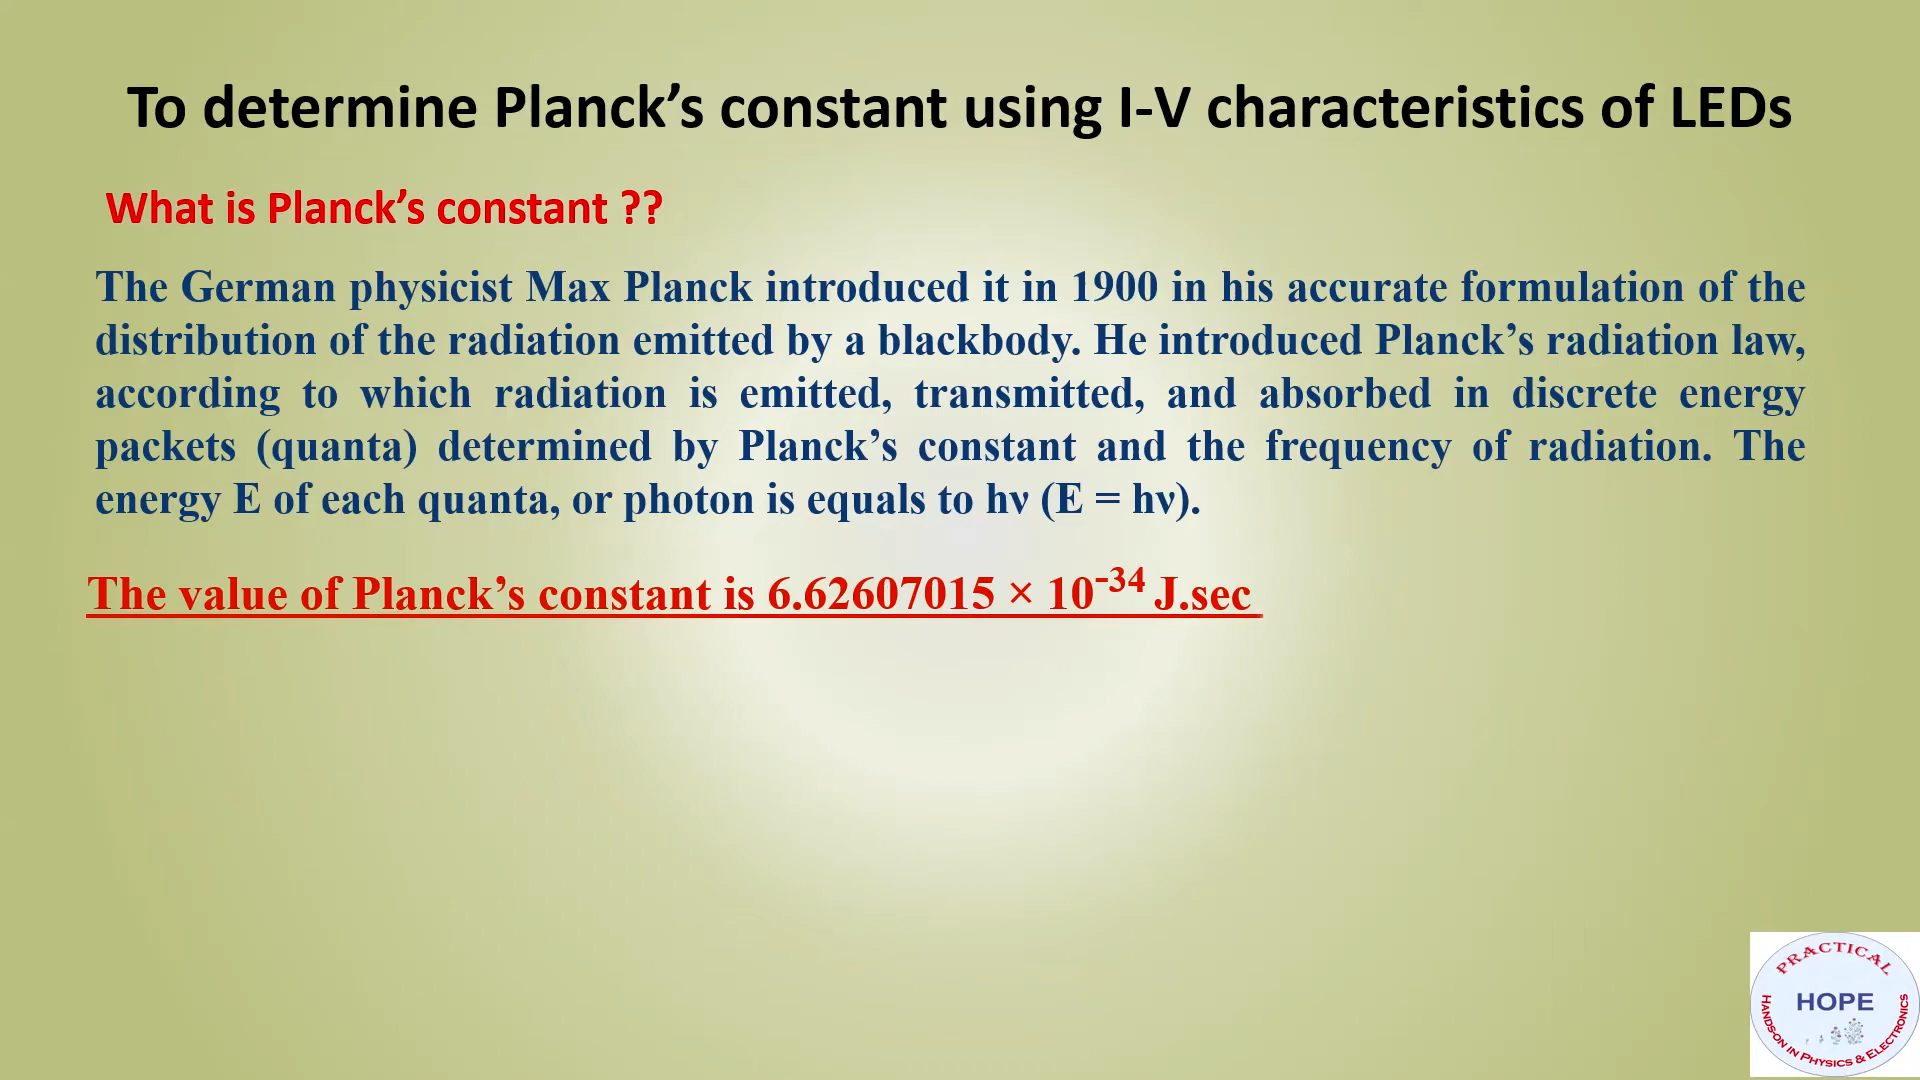 To determine Planck’s constant using I-V characteristics of LEDs
What is Planck’s constant ??
The German physicist Max Planck introduced it in 1900 in his accurate formulation of the
distribution of the radiation emitted by a blackbody. He introduced Planck’s radiation law,
according to which radiation is emitted, transmitted, and absorbed in discrete energy
packets (quanta) determined by Planck’s constant and the frequency of radiation. The
energy E of each quanta, or photon is equals to hν (E = hν).
The value of Planck’s constant is 6.62607015 × 10⁻³⁴ J.sec
PRACTICAL
HOPE
HANDS-ON IN PHYSICS & ELECTRONICS